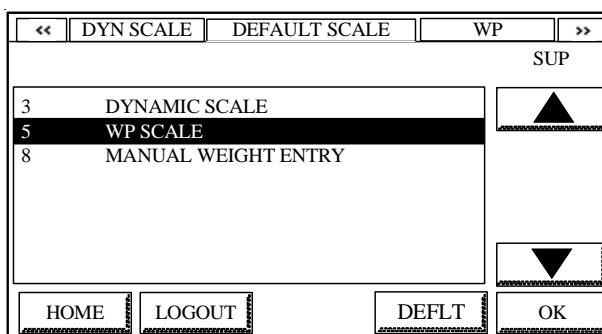 << DYN SCALE DEFAULT SCALE WP >>
SUP
3 DYNAMIC SCALE
5 WP SCALE
8 MANUAL WEIGHT ENTRY
HOME LOGOUT DEFLT OK